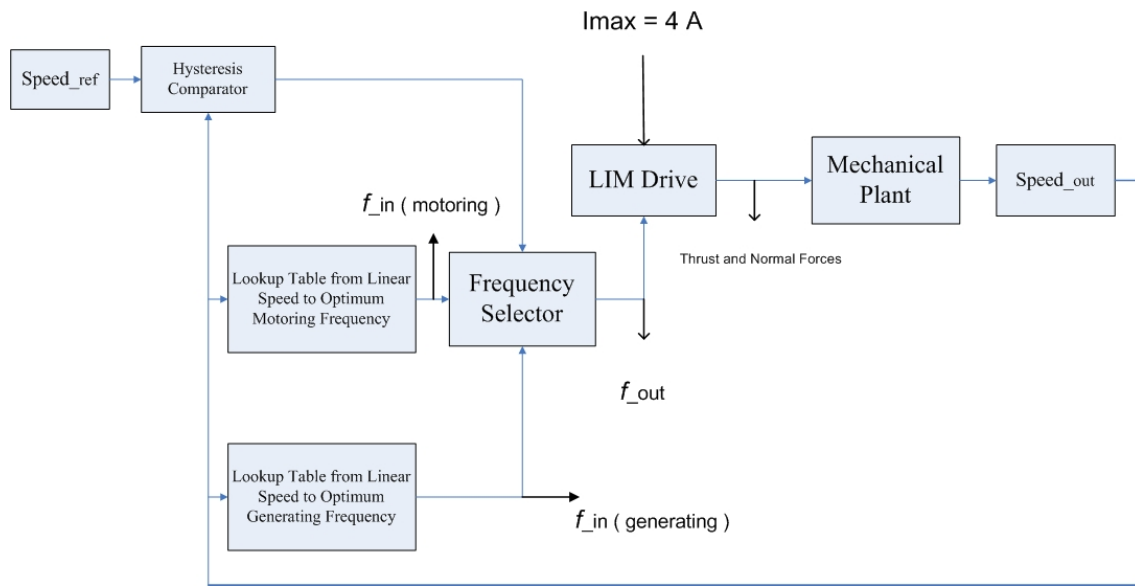 Imax = 4 A
Speed_ref
Hysteresis
Comparator
LIM Drive
Mechanical
Plant
Speed_out
f_in ( motoring )
Thrust and Normal Forces
Lookup Table from Linear
Speed to Optimum
Motoring Frequency
Frequency
Selector
f_out
Lookup Table from Linear
Speed to Optimum
Generating Frequency
f_in ( generating )